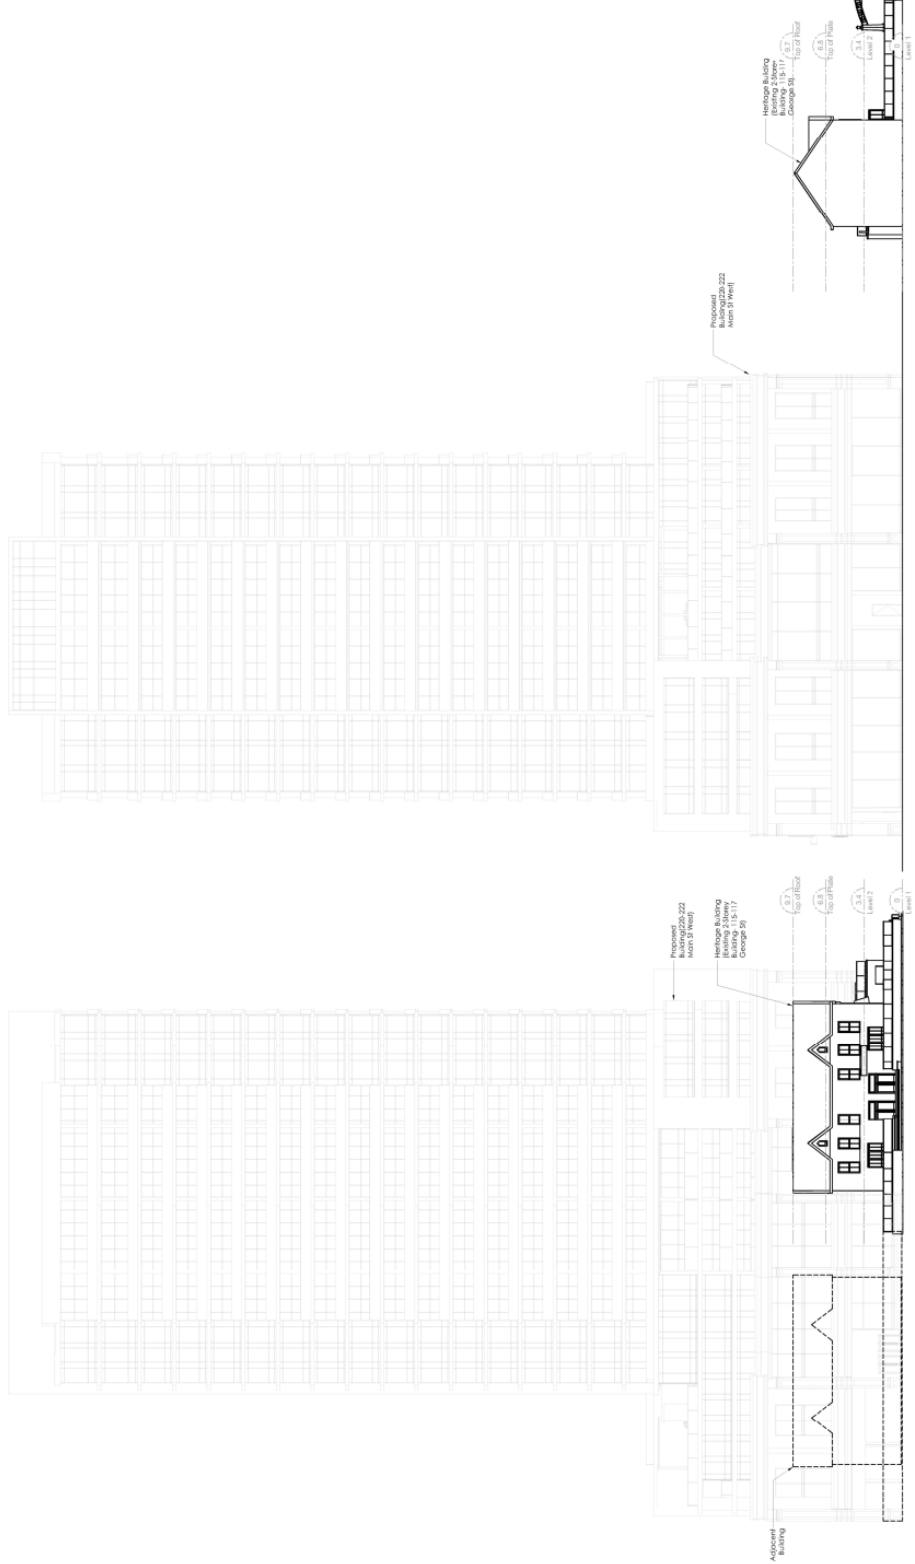 Heritage Building
(Existing 2-Storey
Building- 115-117
George St)
9.7
Top of Roof
6.8
Top of Plate
3.4
Level 2
0
Level 1
Proposed
Building(220-222
Main St West)
Proposed
Building(220-222
Main St West)
Heritage Building
(Existing 2-Storey
Building- 115-117
George St)
9.7
Top of Roof
6.8
Top of Plate
3.4
Level 2
0
Level 1
Adjacent
Building